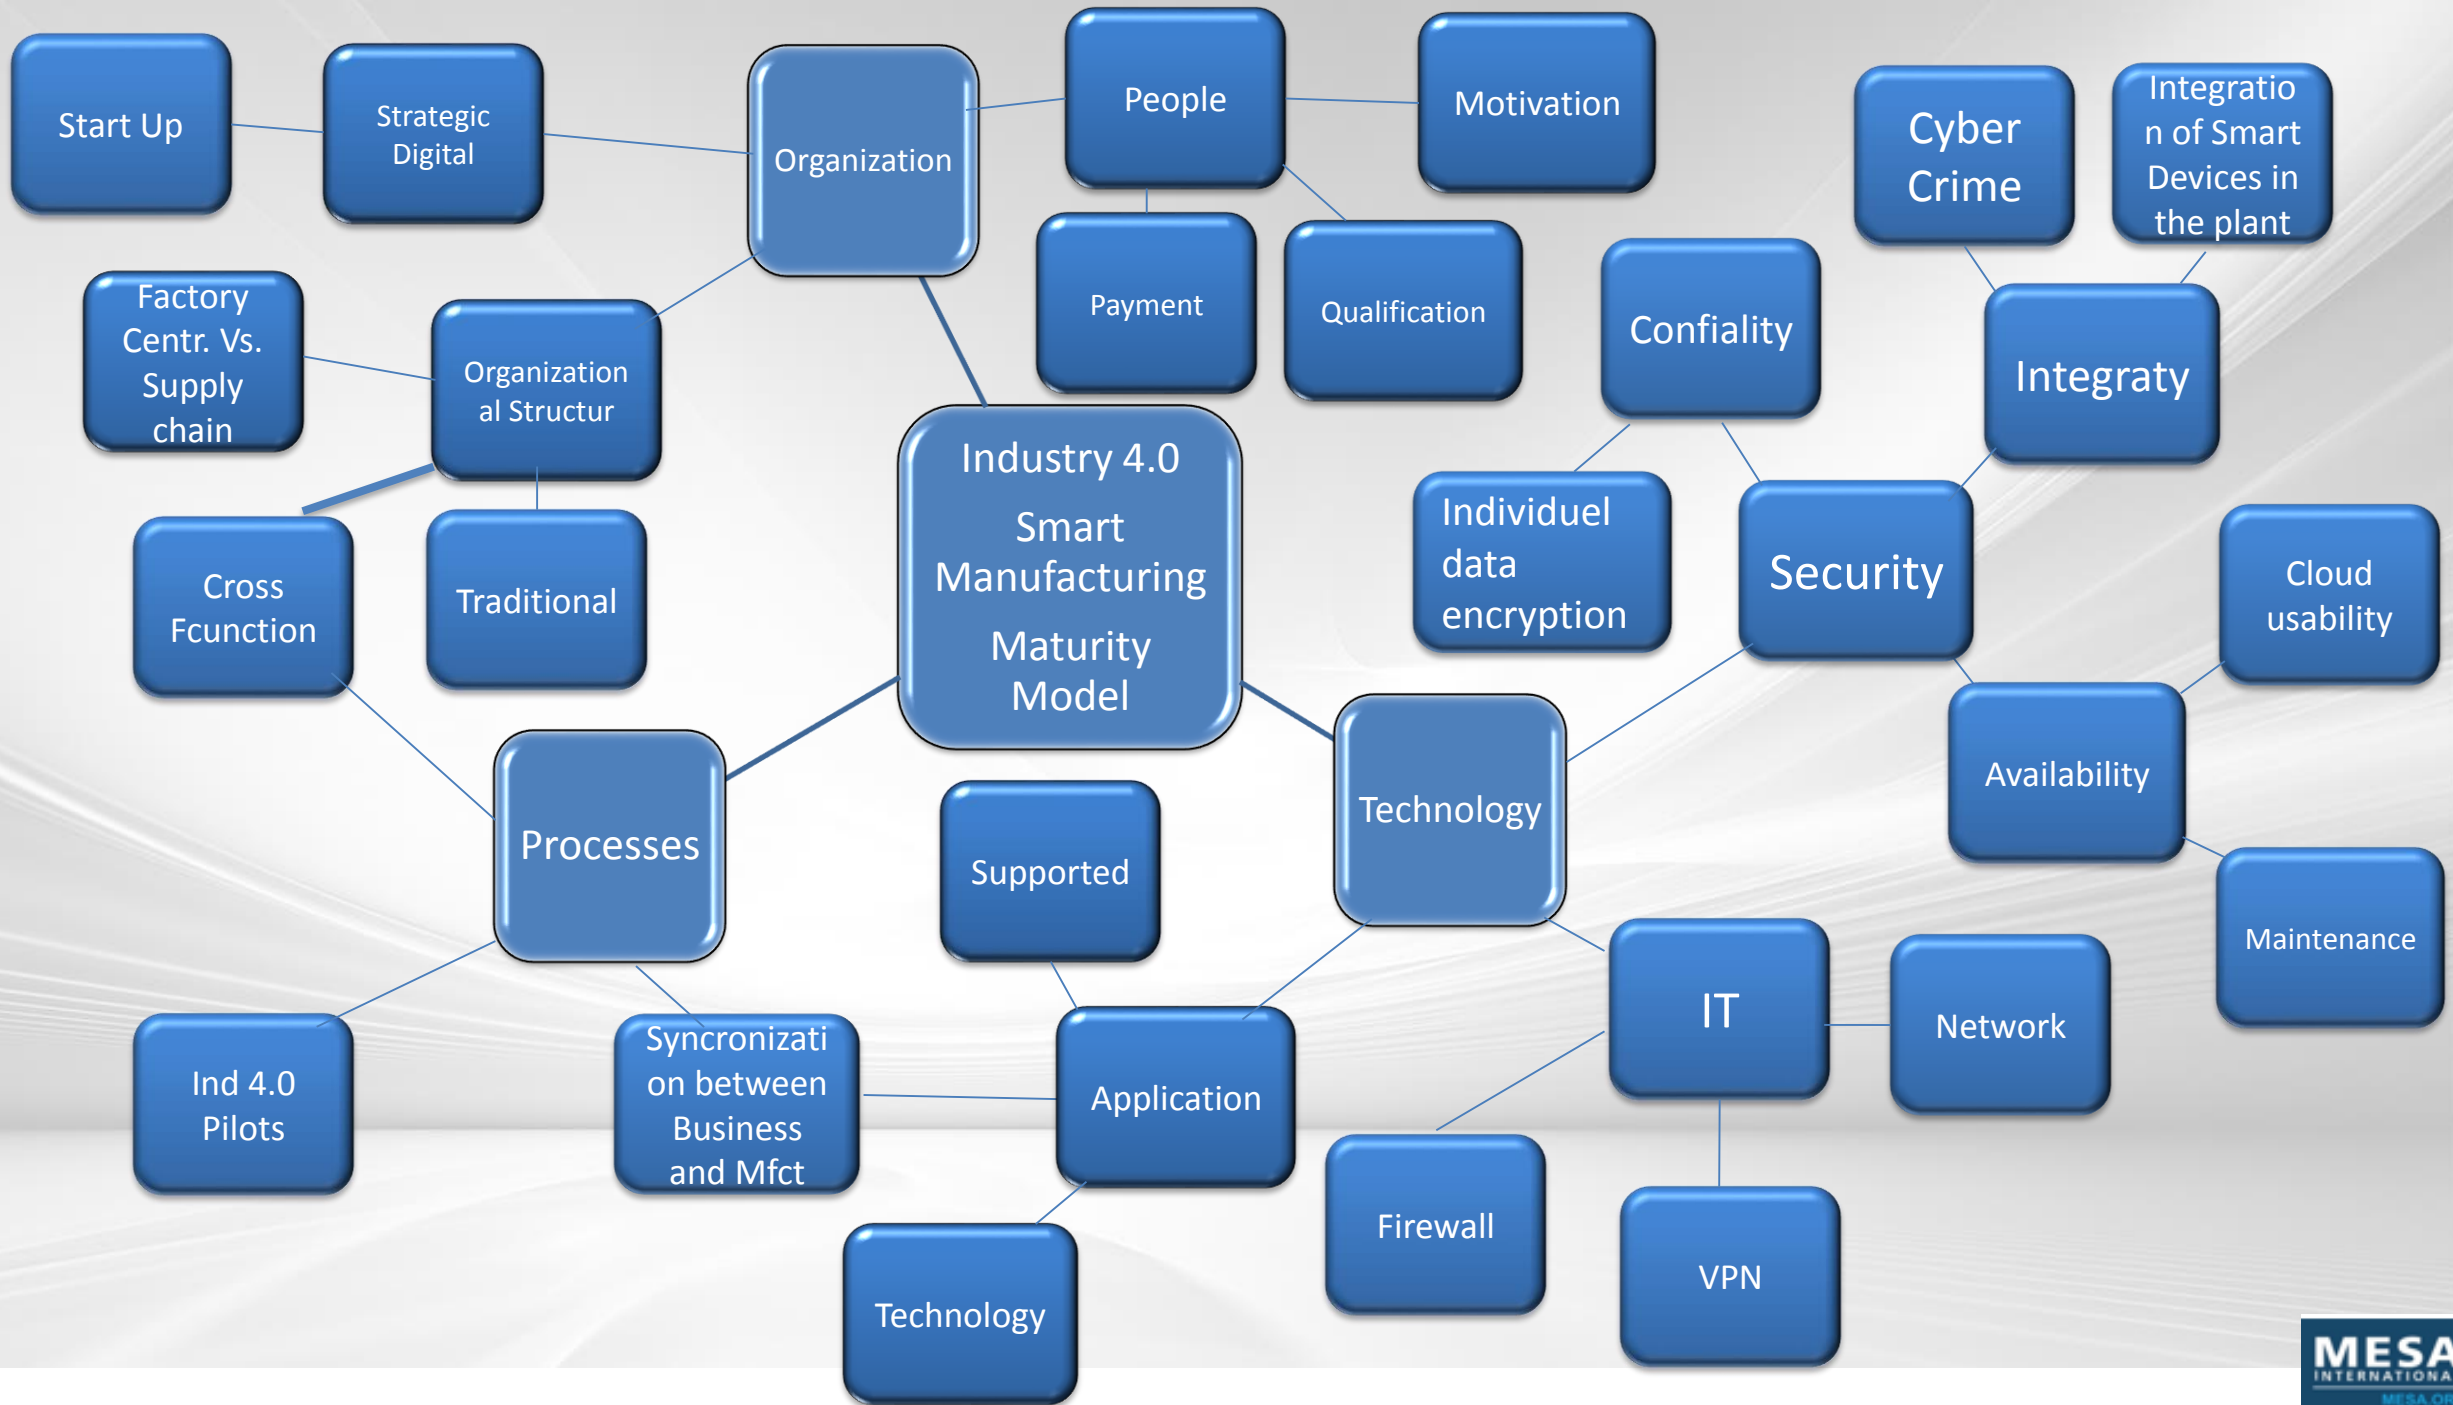 Start Up
Strategic
Digital
Organization
People
Motivation
Cyber
Crime
Integratio
n of Smart
Devices in
the plant
Factory
Centr. Vs.
Supply
chain
Organization
al Structur
Payment
Qualification
Confiality
Integraty
Industry 4.0
Smart
Manufacturing
Maturity
Model
Individuel
data
encryption
Security
Cloud
usability
Cross
Fcunction
Traditional
Processes
Supported
Technology
Availability
Maintenance
Ind 4.0
Pilots
Syncronizati
on between
Business
and Mfct
Application
IT
Network
Technology
Firewall
VPN
MESA
INTERNATIONA
MESA.OR